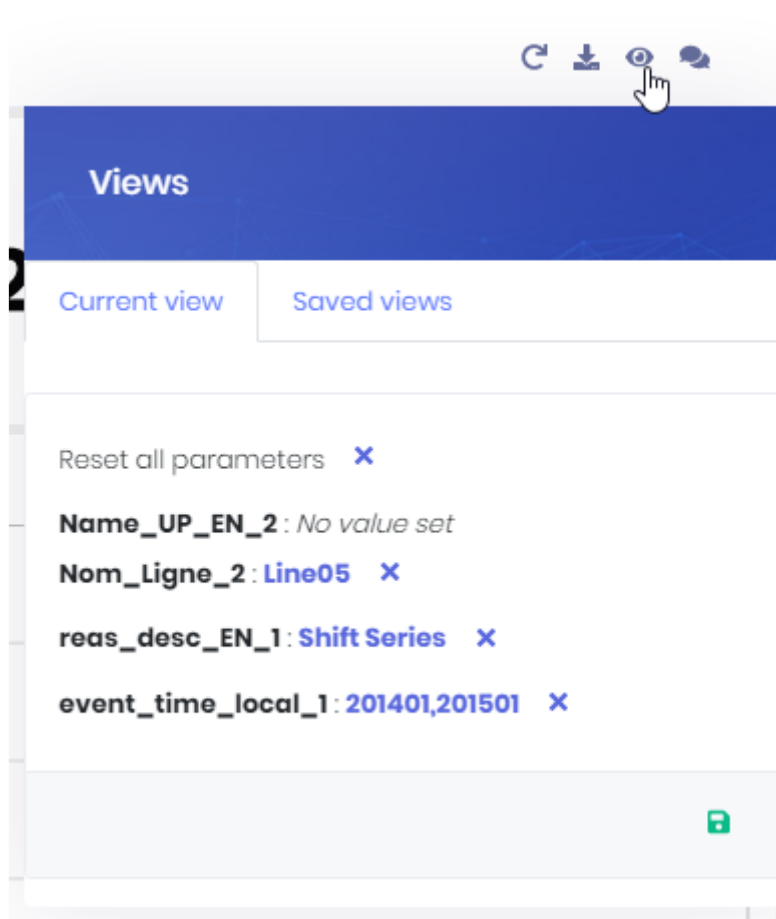 Views
2
Current view Saved views
Reset all parameters
Name_UP_EN_2 : No value set
Nom_Ligne_2 : Line05
reas_desc_EN_1 : Shift Series
event_time_local_1 : 201401,201501